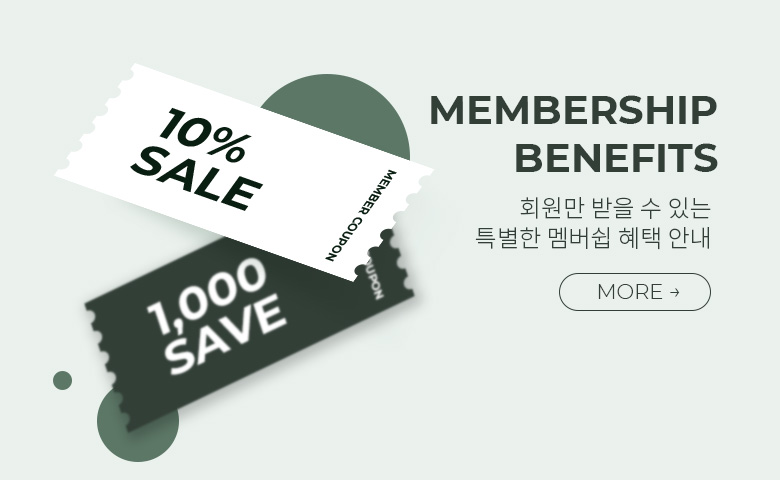 10%
SALE
MEMBER COUPON
1,000
SAVE
UPON
MEMBERSHIP
BENEFITS
회원만 받을 수 있는
특별한 멤버쉽 혜택 안내
MORE →